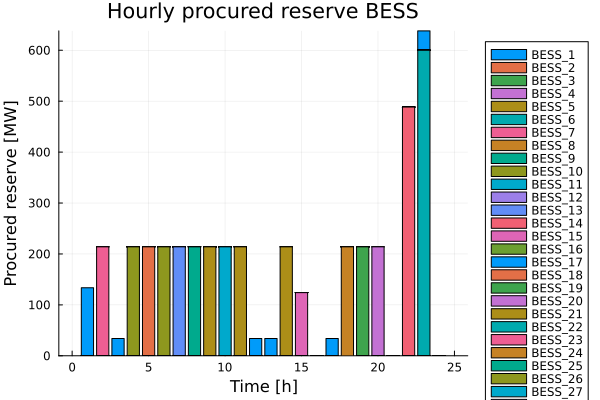 Hourly procured reserve BESS
Procured reserve [MW]
600
500
400
300
200
100
0
0 5 10 15 20 25
Time [h]
BESS_1
BESS_2
BESS_3
BESS_4
BESS_5
BESS_6
BESS_7
BESS_8
BESS_9
BESS_10
BESS_11
BESS_12
BESS_13
BESS_14
BESS_15
BESS_16
BESS_17
BESS_18
BESS_19
BESS_20
BESS_21
BESS_22
BESS_23
BESS_24
BESS_25
BESS_26
BESS_27